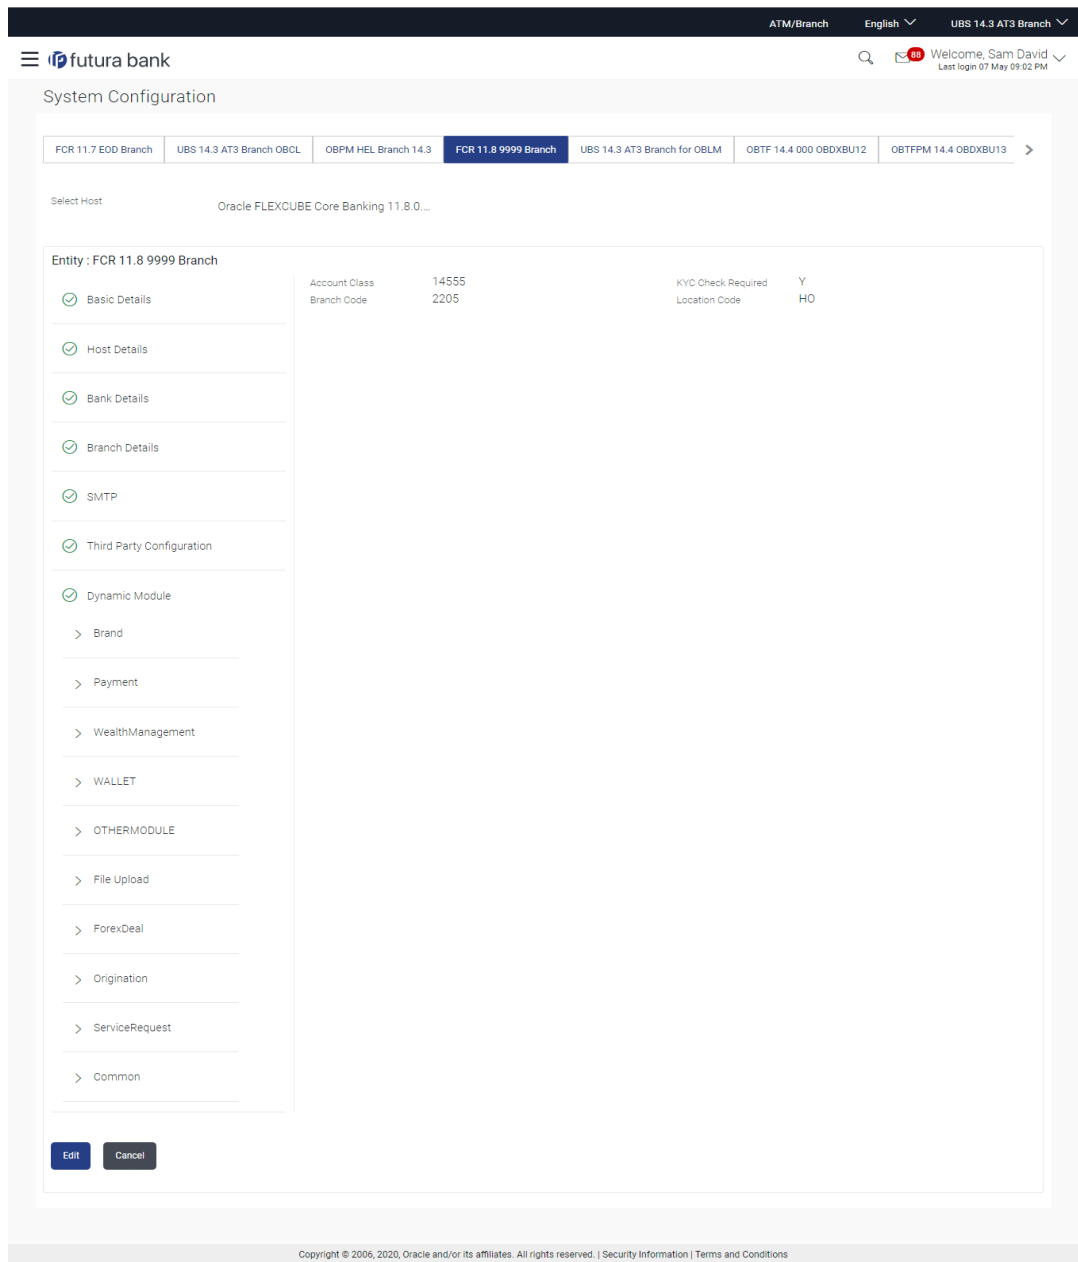 ATM/Branch English UBS 14.3 AT3 Branch
futura bank 88 Welcome, Sam David
Last login 07 May 09:02 PM
System Configuration
FCR 11.7 EOD Branch UBS 14.3 AT3 Branch OBCL OBPM HEL Branch 14.3 FCR 11.8 9999 Branch UBS 14.3 AT3 Branch for OBLM OBTF 14.4 000 OBDXBU12 OBTFPM 14.4 OBDXBU13
Select Host Oracle FLEXCUBE Core Banking 11.8.0....
Entity : FCR 11.8 9999 Branch
Account Class 14555 KYC Check Required Y
Branch Code 2205 Location Code HO
Basic Details
Host Details
Bank Details
Branch Details
SMTP
Third Party Configuration
Dynamic Module
Brand
Payment
WealthManagement
WALLET
OTHERMODULE
File Upload
ForexDeal
Origination
ServiceRequest
Common
Edit Cancel
Copyright © 2006, 2020, Oracle and/or its affiliates. All rights reserved. | Security Information | Terms and Conditions